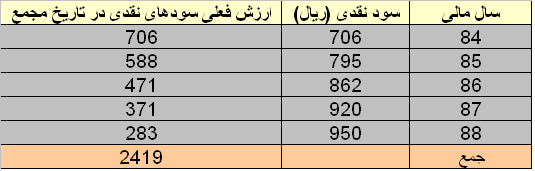 سال مالی سود نقدی (ریال) ارزش فعلی سودهای نقدی در تاریخ مجمع
84 706 706
85 795 588
86 862 471
87 920 371
88 950 283
جمع 2419